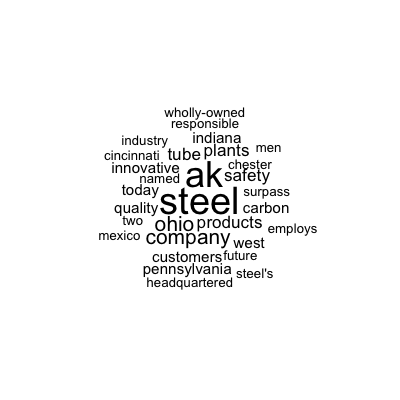 wholly-owned
responsible
industry indiana
cincinnati tube plants men
innovative ak chester
named safety
today steel surpass
quality carbon
two ohio products
mexico company employs
west
customers future
pennsylvania steel's
headquartered